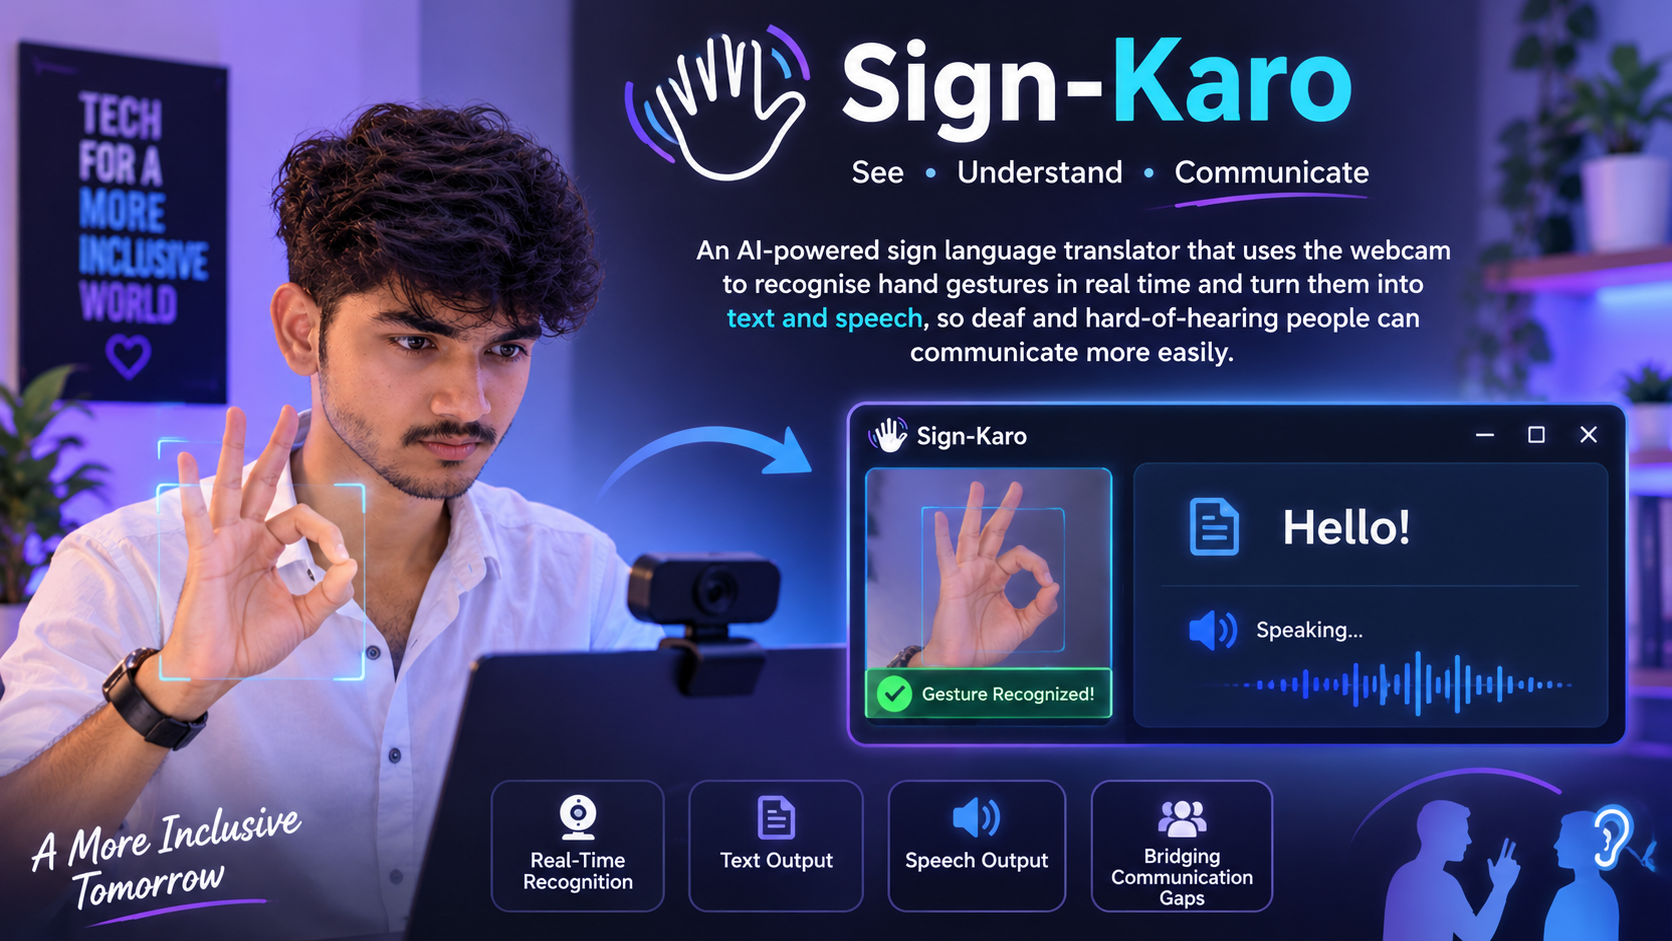 TECH
FOR A
MORE
INCLUSIVE
WORLD
Sign-Karo
See • Understand • Communicate
An AI-powered sign language translator that uses the webcam
to recognise hand gestures in real time and turn them into
text and speech, so deaf and hard-of-hearing people can
communicate more easily.
Sign-Karo
Hello!
Speaking...
Gesture Recognized!
Real-Time
Recognition
Text Output
Speech Output
Bridging
Communication
Gaps
A More Inclusive
Tomorrow